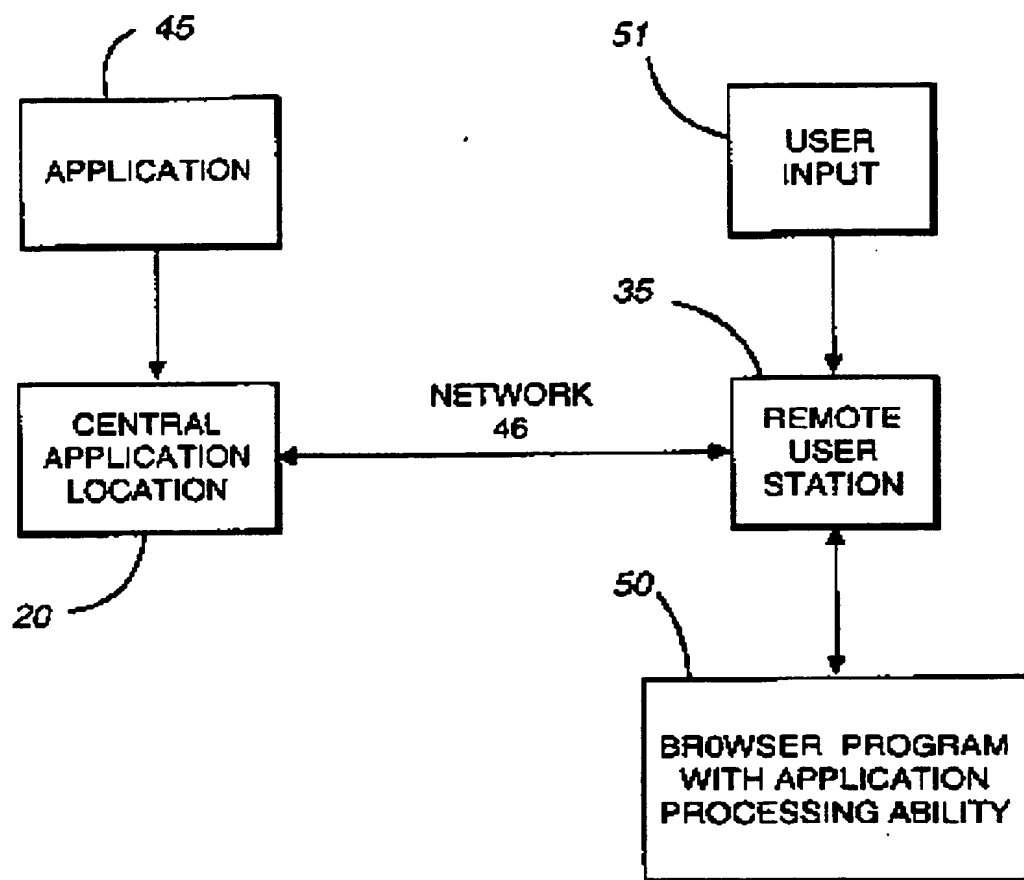 45
APPLICATION
51
USER
INPUT
35
CENTRAL
APPLICATION
LOCATION
NETWORK
46
REMOTE
USER
STATION
20
50
BROWSER PROGRAM
WITH APPLICATION
PROCESSING ABILITY